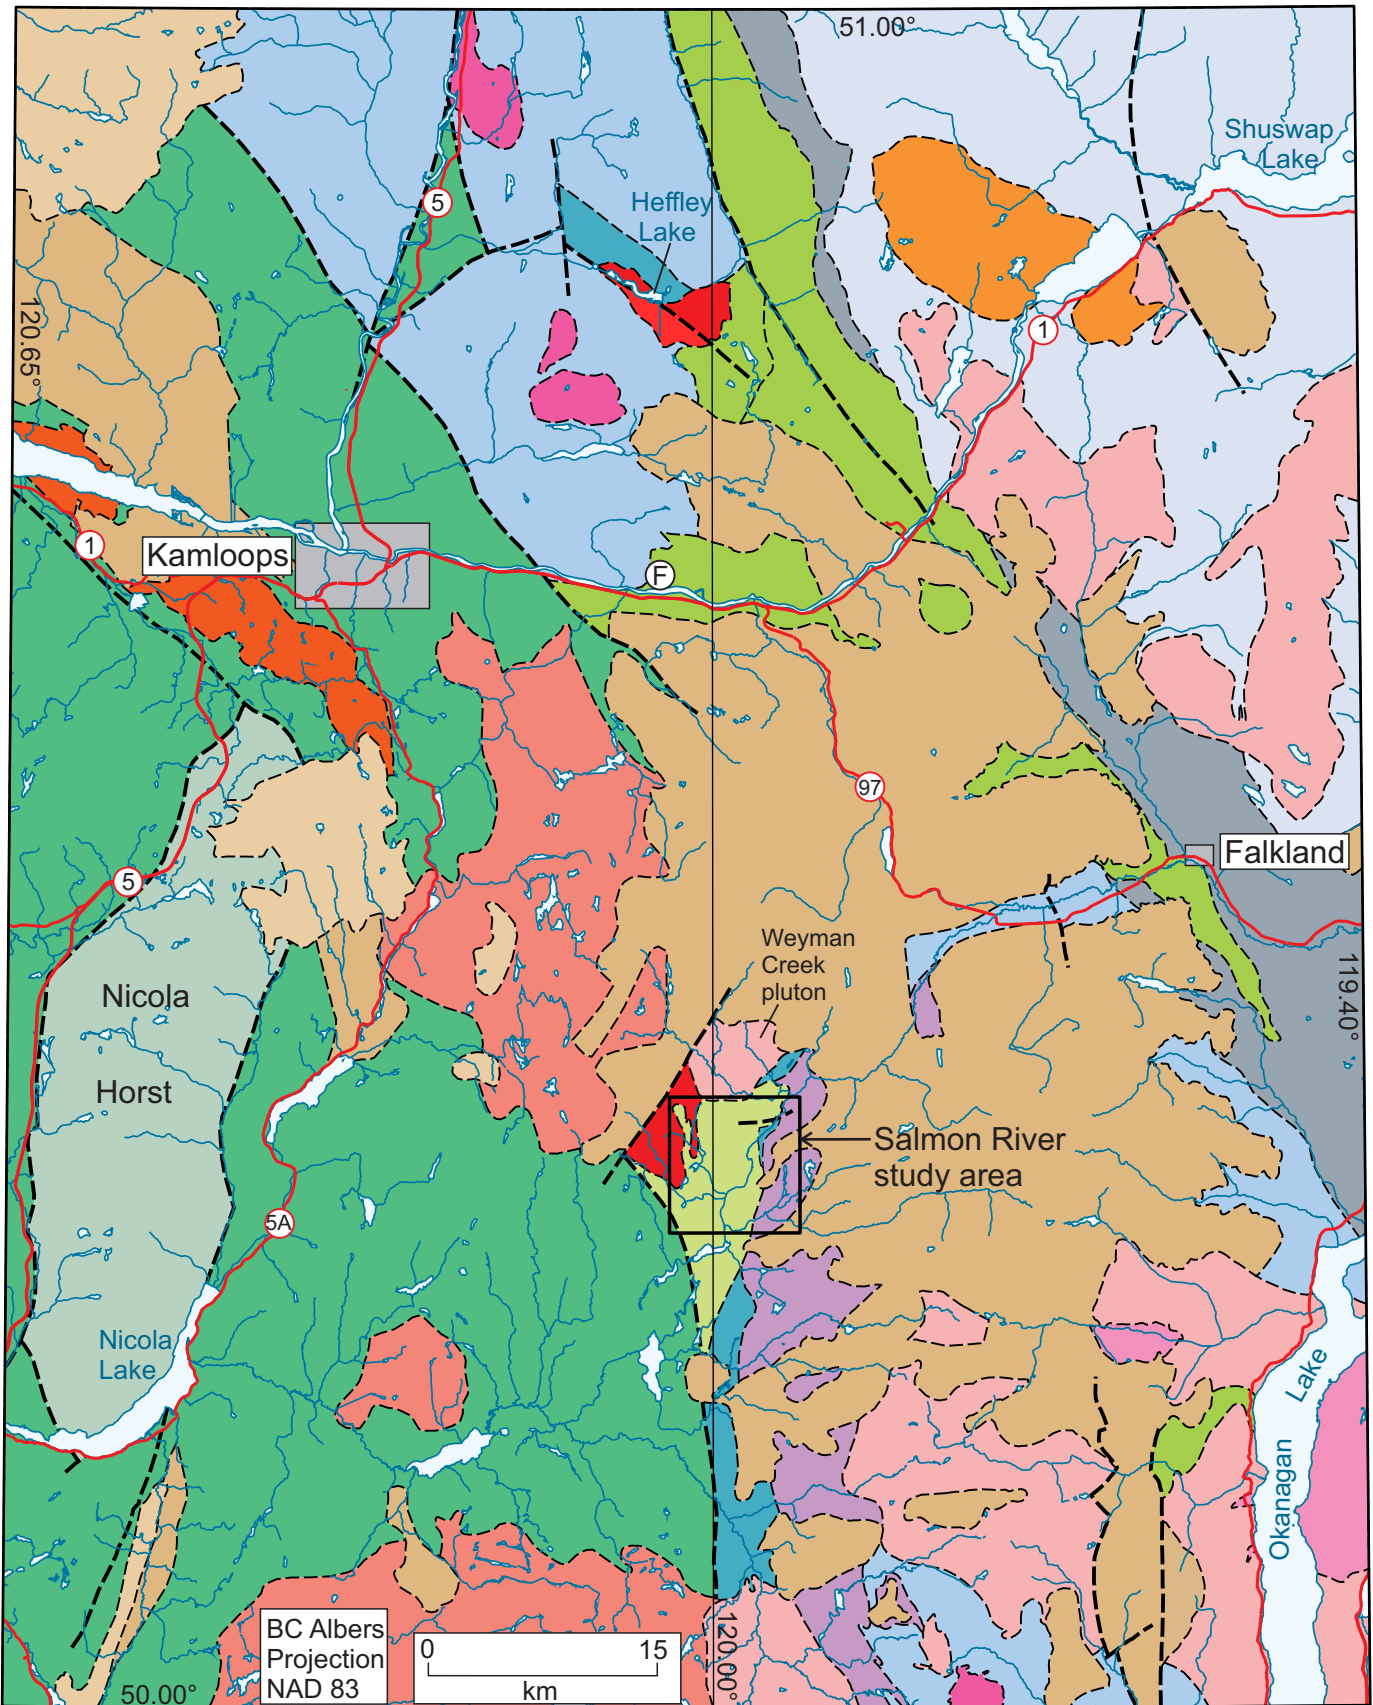 51.00°
Shuswap
Lake
5
Heffley
Lake
120.65°
1
1
Kamloops
F
97
5
Falkland
Weyman
Creek
pluton
119.40°
Nicola
Horst
Salmon River
study area
5A
Nicola
Lake
Okanagan Lake
BC Albers
Projection
NAD 83
0 15
km
120.00°
50.00°